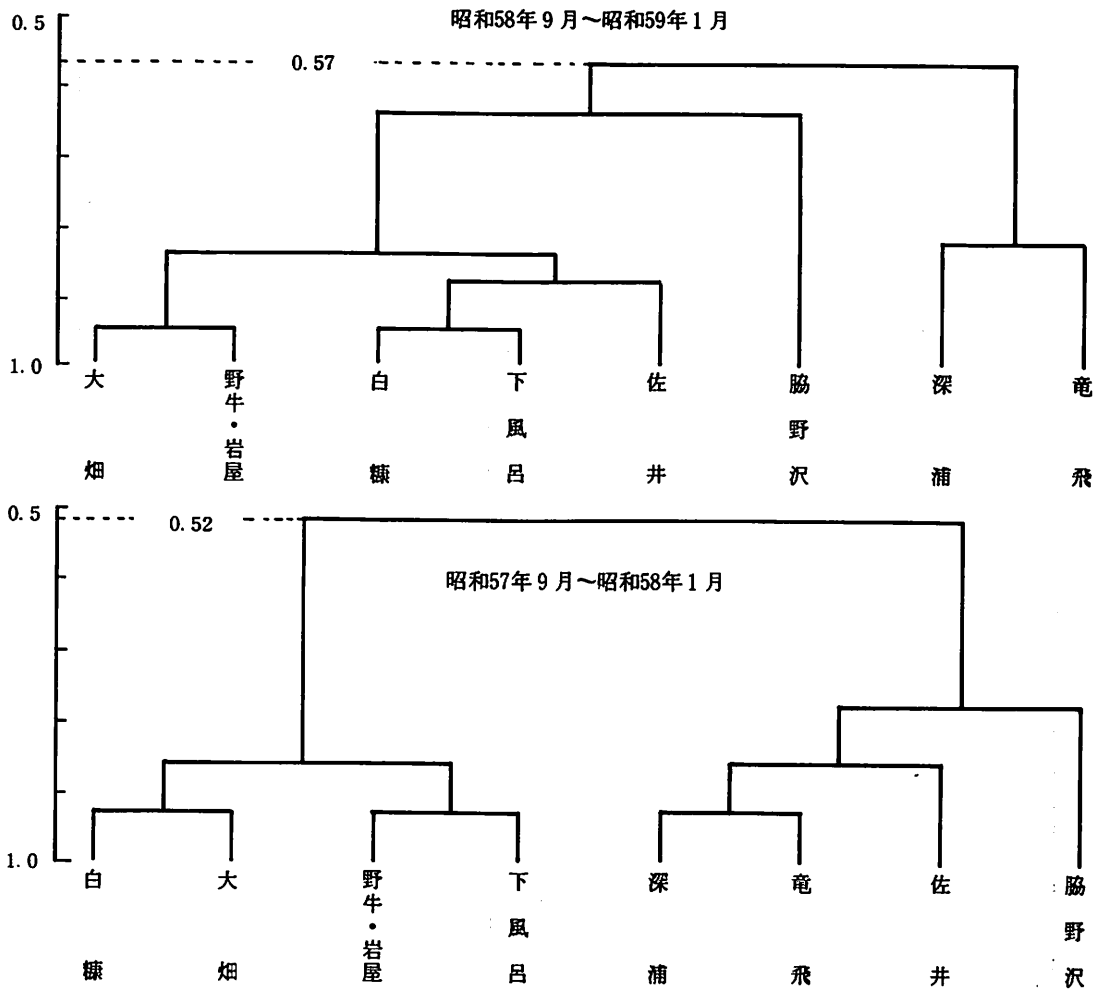 昭和58年9月〜昭和59年1月
0.5
0.57
1.0
大畑
野牛・岩屋
白糠
下風呂
佐井
脇野沢
深浦
竜飛
0.5
0.52
昭和57年9月〜昭和58年1月
1.0
白糠
大畑
野牛・岩屋
下風呂
深浦
竜飛
佐井
脇野沢